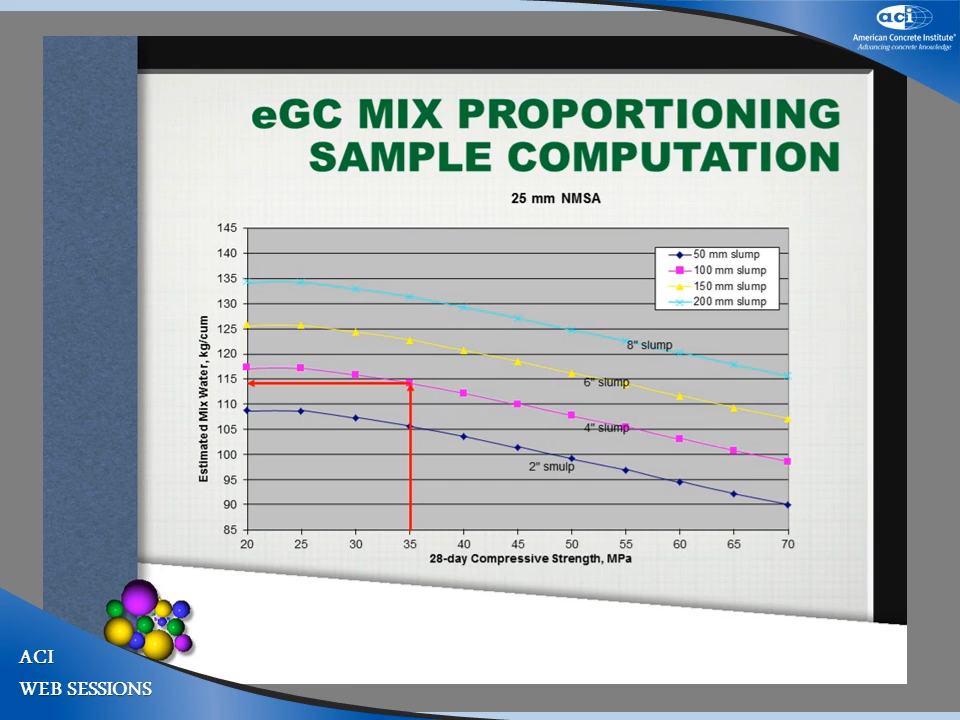 aci
American Concrete Institute®
Advancing concrete knowledge
eGC MIX PROPORTIONING
SAMPLE COMPUTATION
25 mm NMSA
Estimated Mix Water, kg/cum
145
140
135
130
125
120
115
110
105
100
95
90
85
50 mm slump
100 mm slump
150 mm slump
200 mm slump
8" slump
6" slump
4" slump
2" smulp
20 25 30 35 40 45 50 55 60 65 70
28-day Compressive Strength, MPa
ACI
WEB SESSIONS